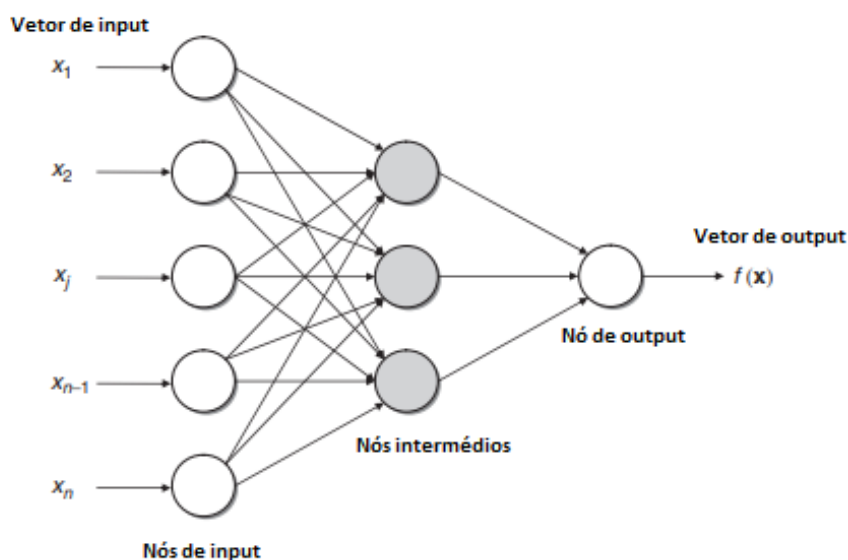 Vetor de input
x1
x2
xj
xn–1
xn
Nós de input
Nós intermédios
Nó de output
Vetor de output
f (x)